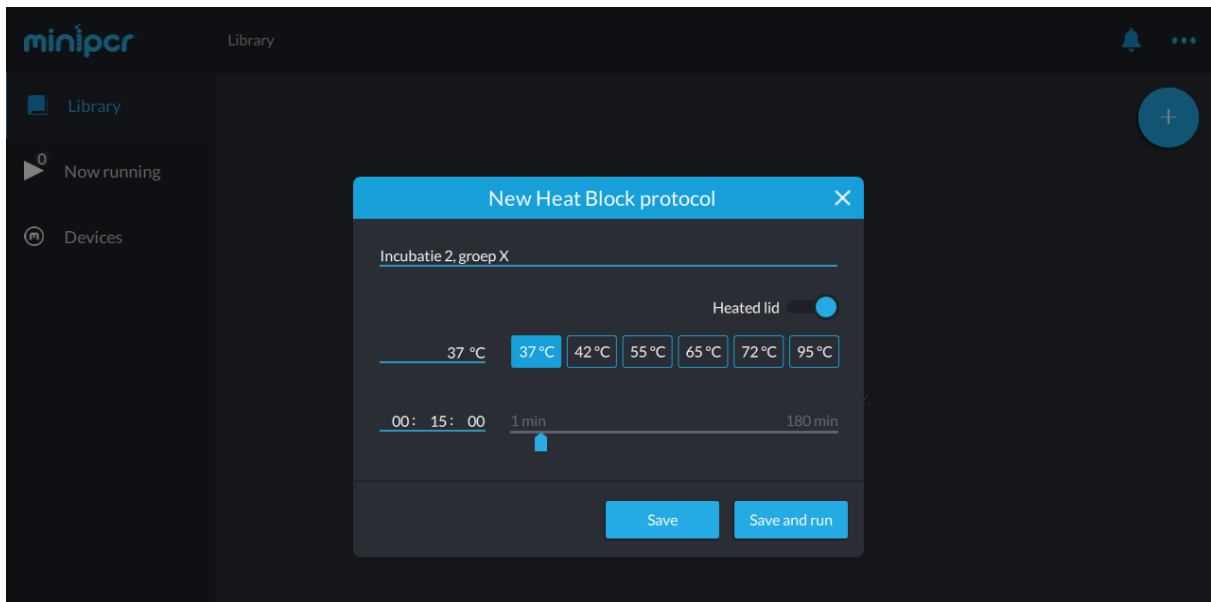 minipcr
Library
Library
0
Now running
Devices
New Heat Block protocol
Incubatie 2, groep X
Heated lid
37 °C
37 °C 42 °C 55 °C 65 °C 72 °C 95 °C
00: 15: 00
1 min 180 min
Save Save and run